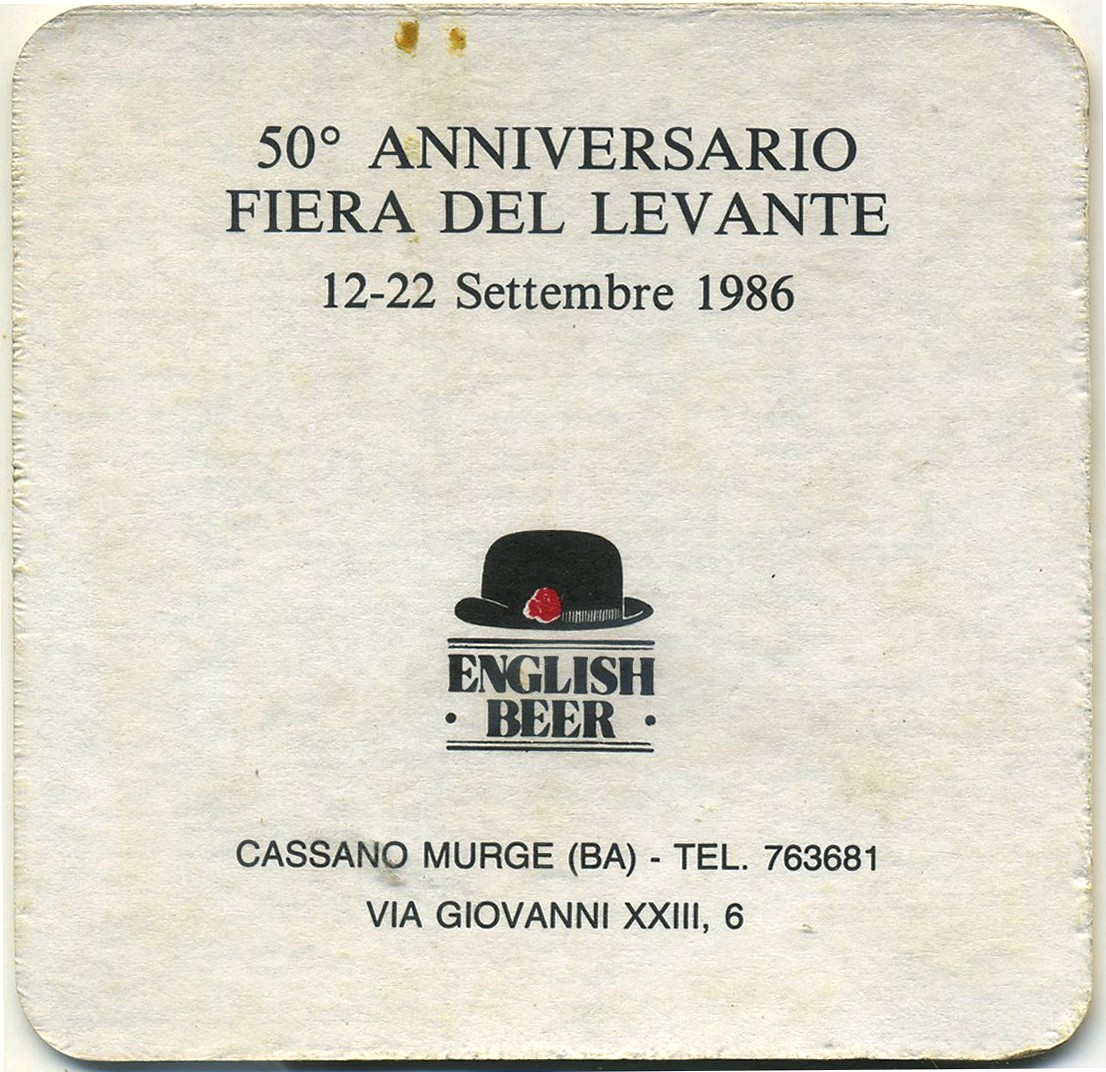 50° ANNIVERSARIO
FIERA DEL LEVANTE
12-22 Settembre 1986
ENGLISH
· BEER ·
CASSANO MURGE (BA) - TEL. 763681
VIA GIOVANNI XXIII, 6